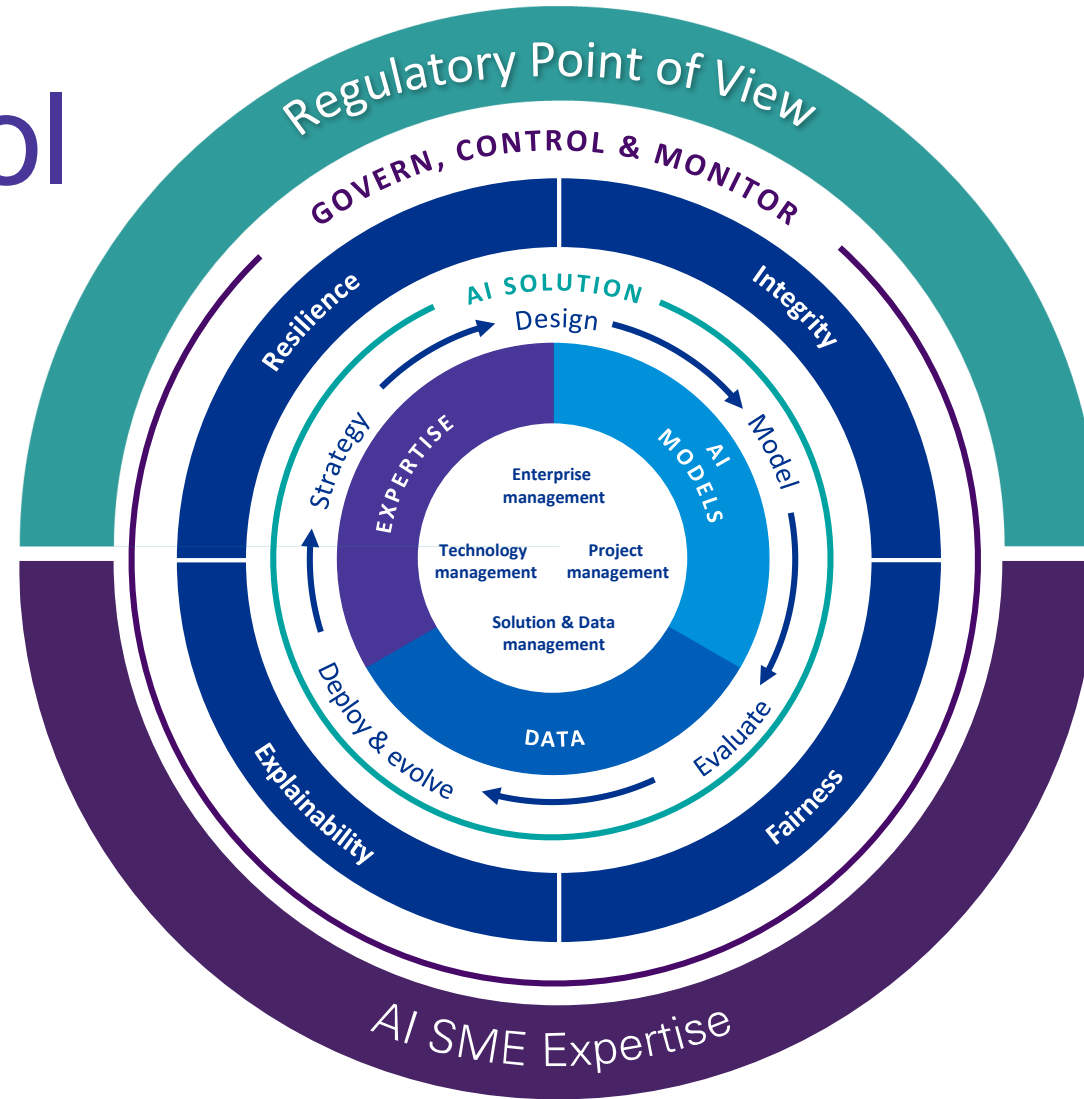 ol
Regulatory Point of View
GOVERN, CONTROL & MONITOR
Resilience
Integrity
AI SOLUTION
Design
Strategy
Model
EXPERTISE
AI
MODELS
Enterprise
management
Technology
management
Project
management
Solution & Data
management
DATA
Deploy & evolve
Evaluate
Explainability
Fairness
AI SME Expertise